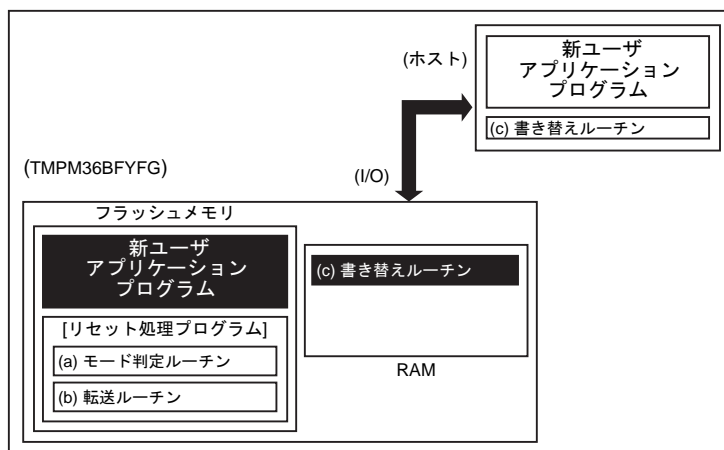 (ホスト)
新ユーザ
アプリケーション
プログラム
(c) 書き替えルーチン
(TMPM36BFYFG)
(I/O)
フラッシュメモリ
新ユーザ
アプリケーション
プログラム
[リセット処理プログラム]
(a) モード判定ルーチン
(b) 転送ルーチン
(c) 書き替えルーチン
RAM